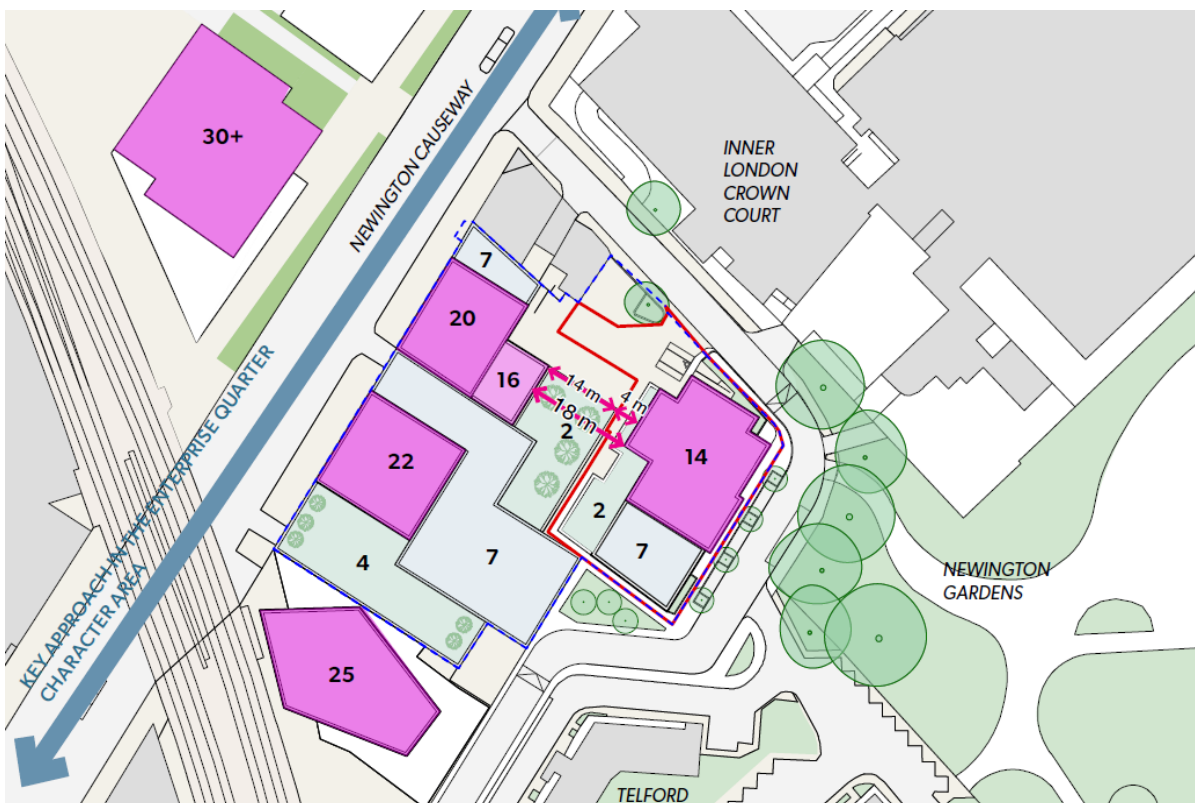 30+
NEWINGTON CAUSEWAY
INNER
LONDON
CROWN
COURT
7
20
16
14 m
4 m
18 m
2
22
14
2
7
7
4
KEY APPROACH IN THE ENTERPRISE QUARTER
CHARACTER AREA
NEWINGTON
GARDENS
25
TELFORD